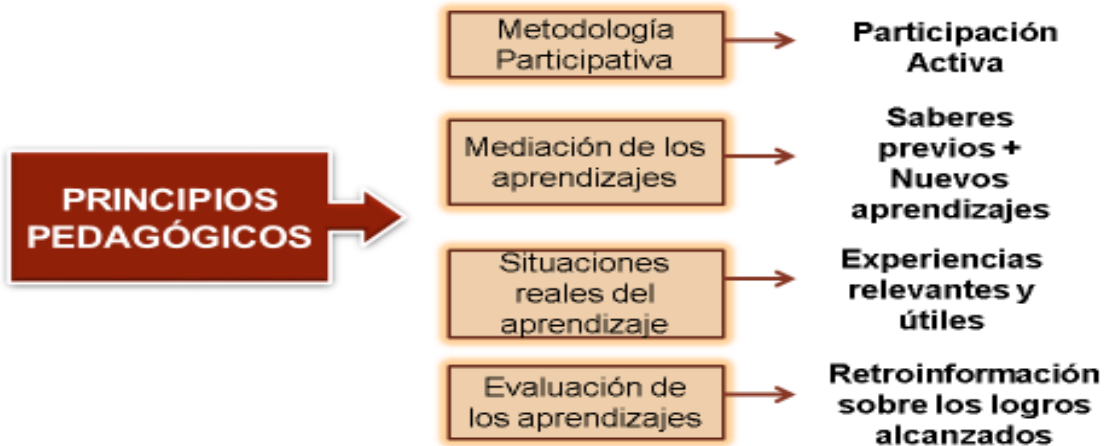 PRINCIPIOS
PEDAGÓGICOS
Metodología
Participativa
Participación
Activa
Mediación de los
aprendizajes
Saberes
previos +
Nuevos
aprendizajes
Situaciones
reales del
aprendizaje
Experiencias
relevantes y
útiles
Evaluación de
los aprendizajes
Retroinformación
sobre los logros
alcanzados